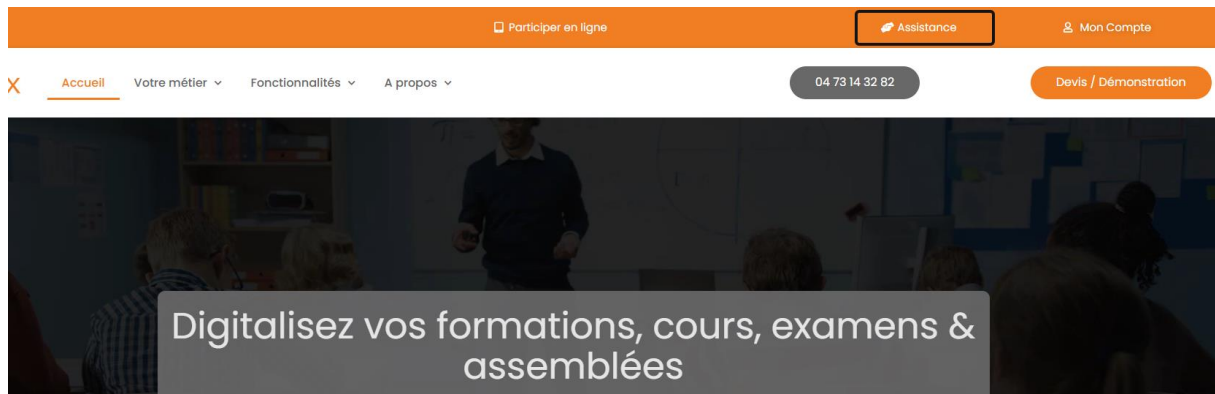 Participer en ligne Assistance Mon Compte
X Accueil Votre métier Fonctionnalités A propos 04 73 14 32 82 Devis / Démonstration
Digitalisez vos formations, cours, examens &
assemblées